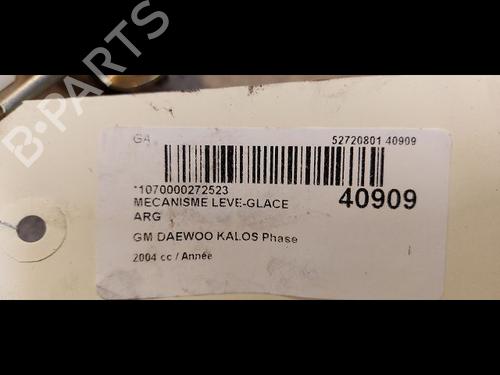 B-PARTS
GA
52720801 40909
*1070000272523
40909
MECANISME LEVE-GLACE
ARG
GM DAEWOO KALOS Phase
2004 cc / Année